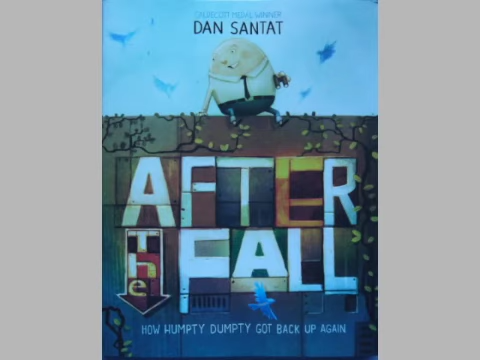 CALDECOTT MEDAL WINNER
DAN SANTAT
AFTER
The FALL
HOW HUMPTY DUMPTY GOT BACK UP AGAIN